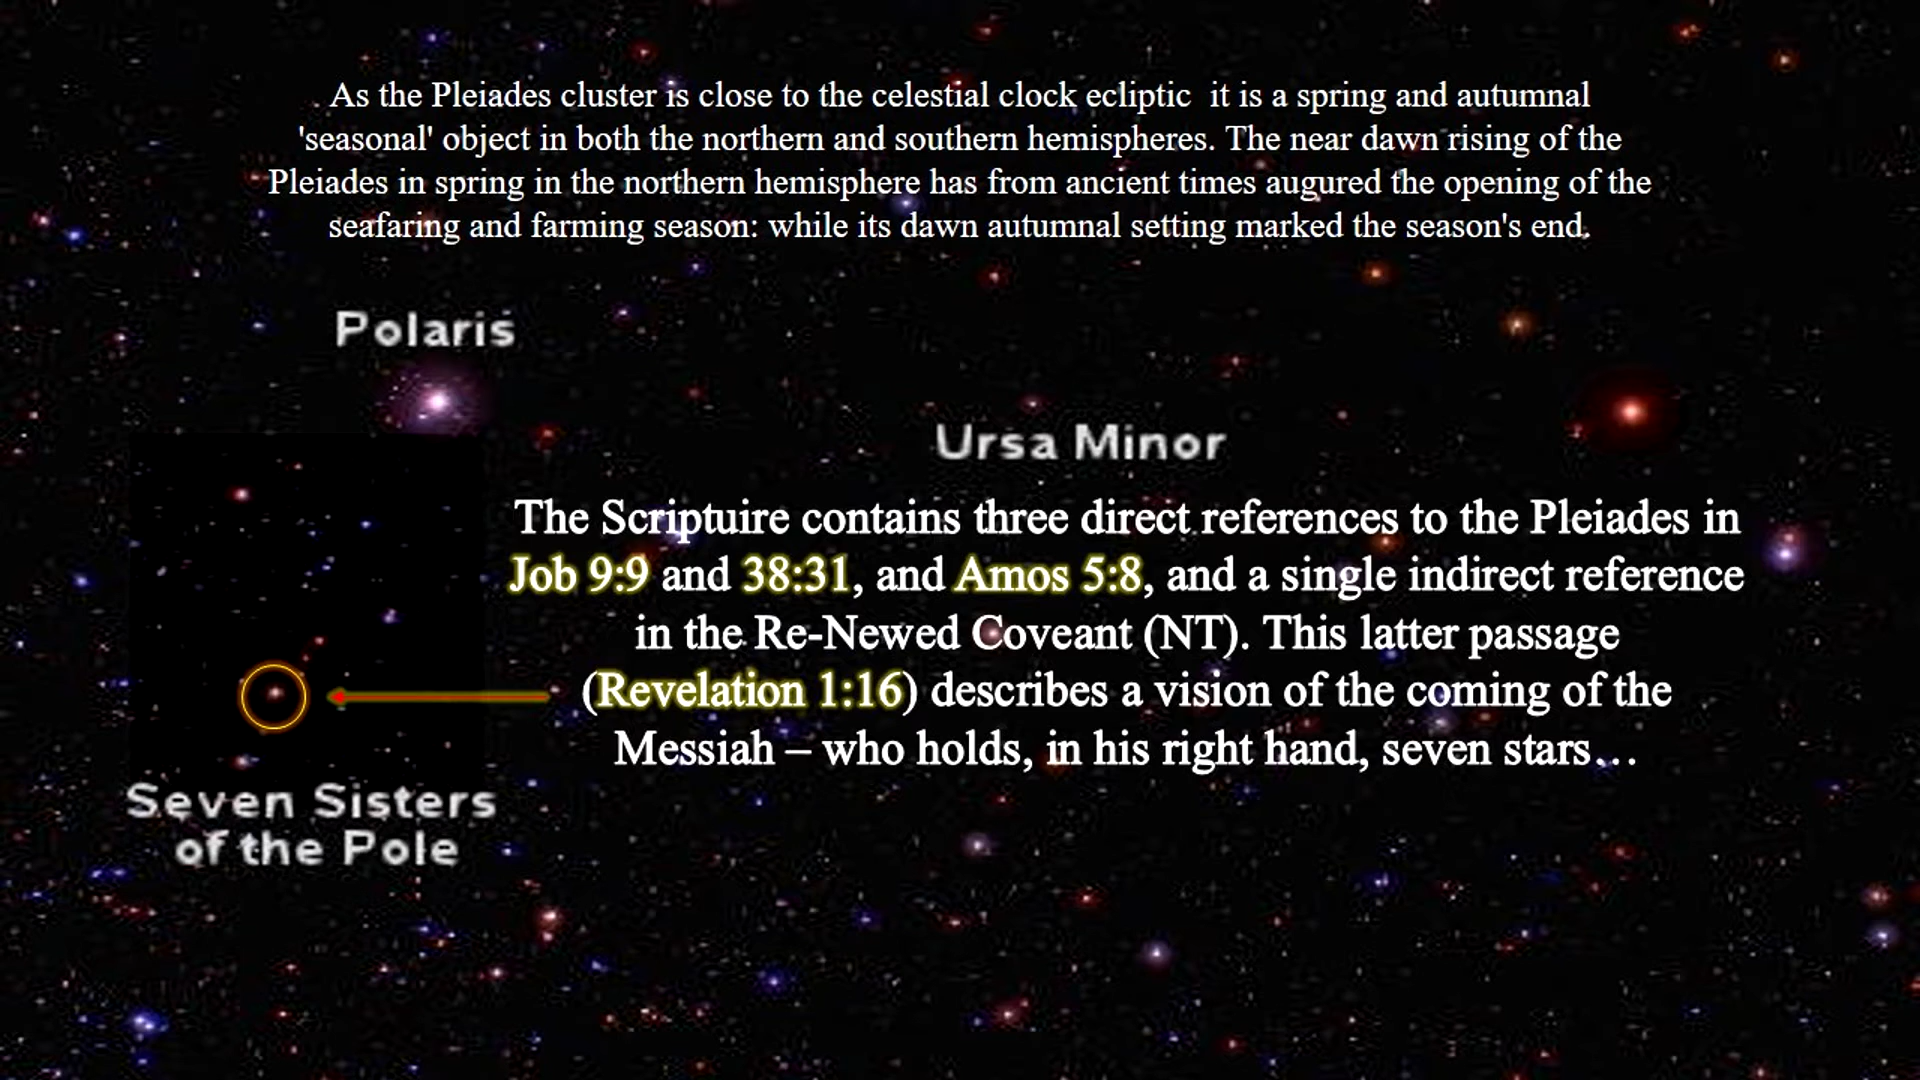 . As the Pleiades cluster is close to the celestial clock ecliptic  it is a spring and autumnal
'seasonal' object in both the northern and southern hemispheres. The near dawn rising of the
Pleiades in spring in the northern hemisphere has from ancient times augured the opening of the
seafaring and farming season: while its dawn autumnal setting marked the season's end.
Polaris
Ursa Minor
The Scriptuire contains three direct references to the Pleiades in
Job 9:9 and 38:31, and Amos 5:8, and a single indirect reference
in the Re-Newed Coveant (NT). This latter passage
(Revelation 1:16) describes a vision of the coming of the
Messiah – who holds, in his right hand, seven stars…
Seven Sisters
of the Pole